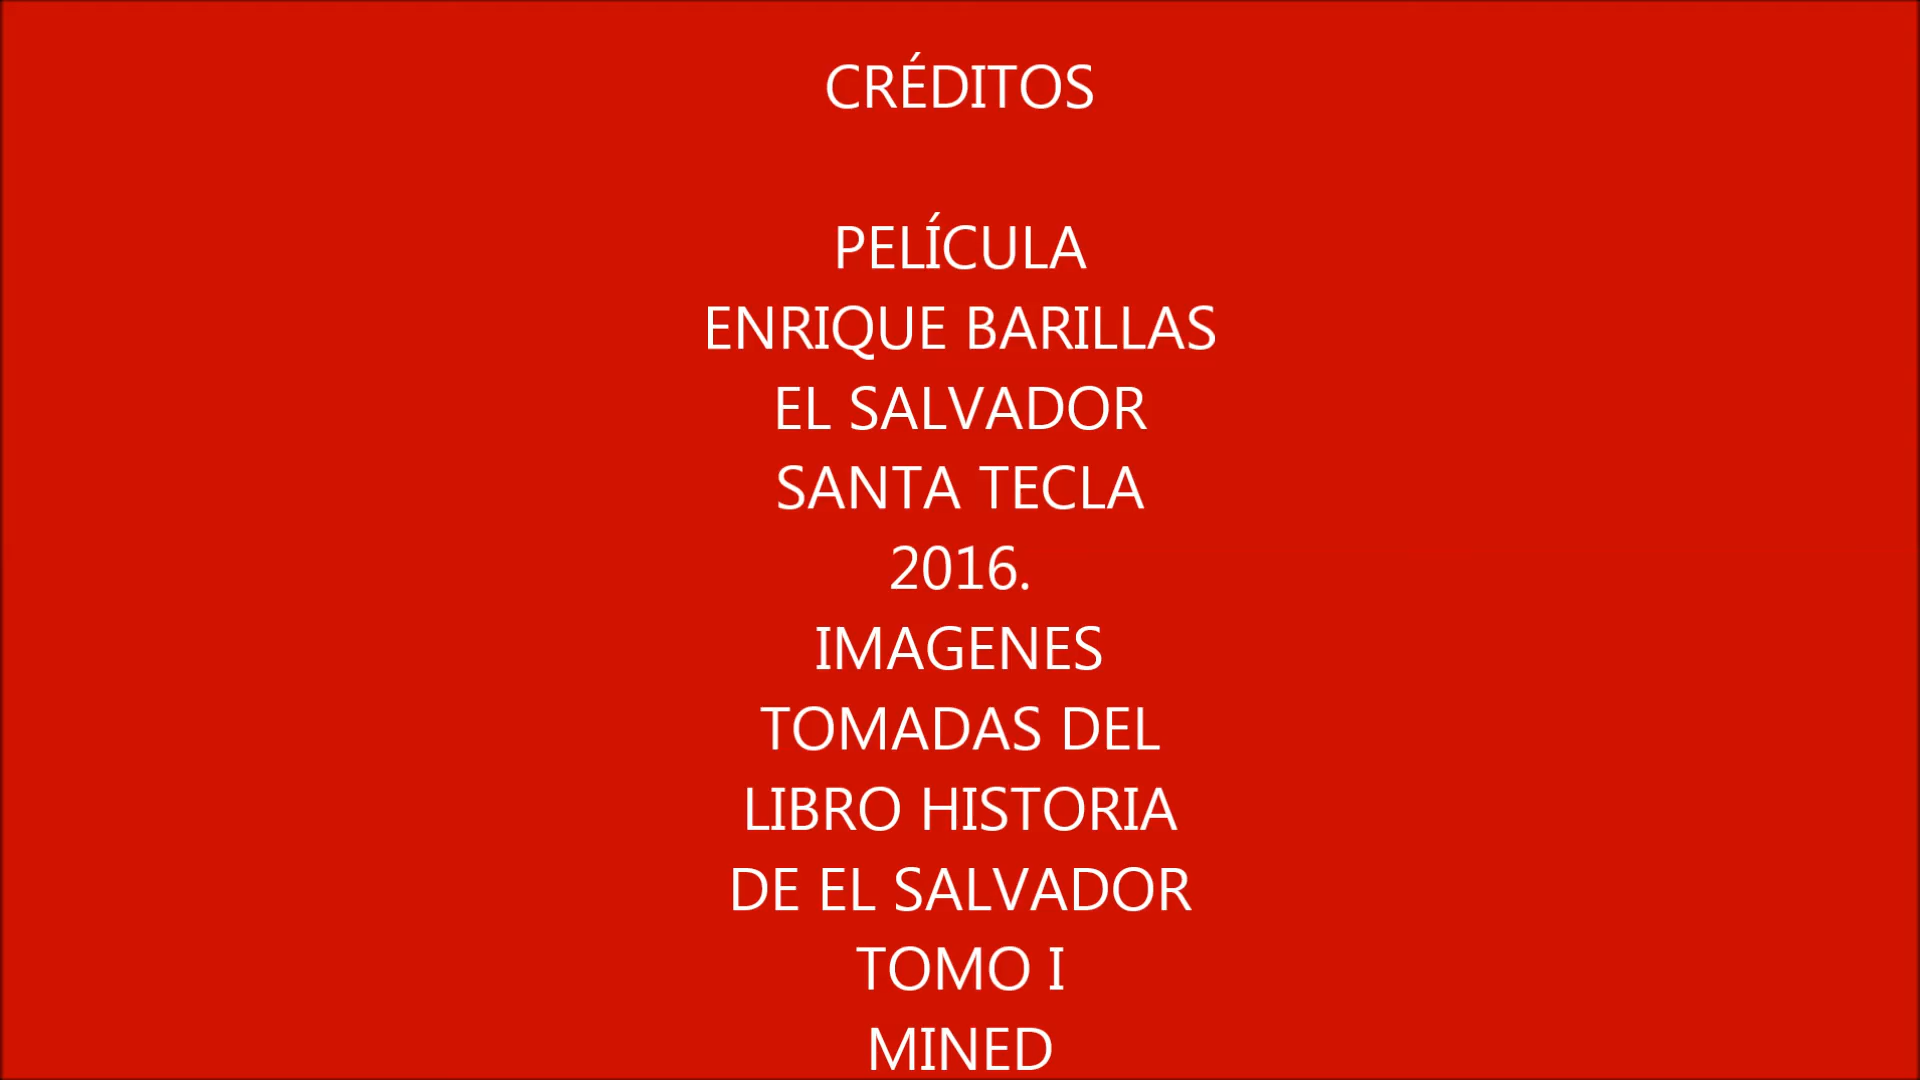 CRÉDITOS
PELÍCULA
ENRIQUE BARILLAS
EL SALVADOR
SANTA TECLA
2016.
IMAGENES
TOMADAS DEL
LIBRO HISTORIA
DE EL SALVADOR
TOMO I
MINED